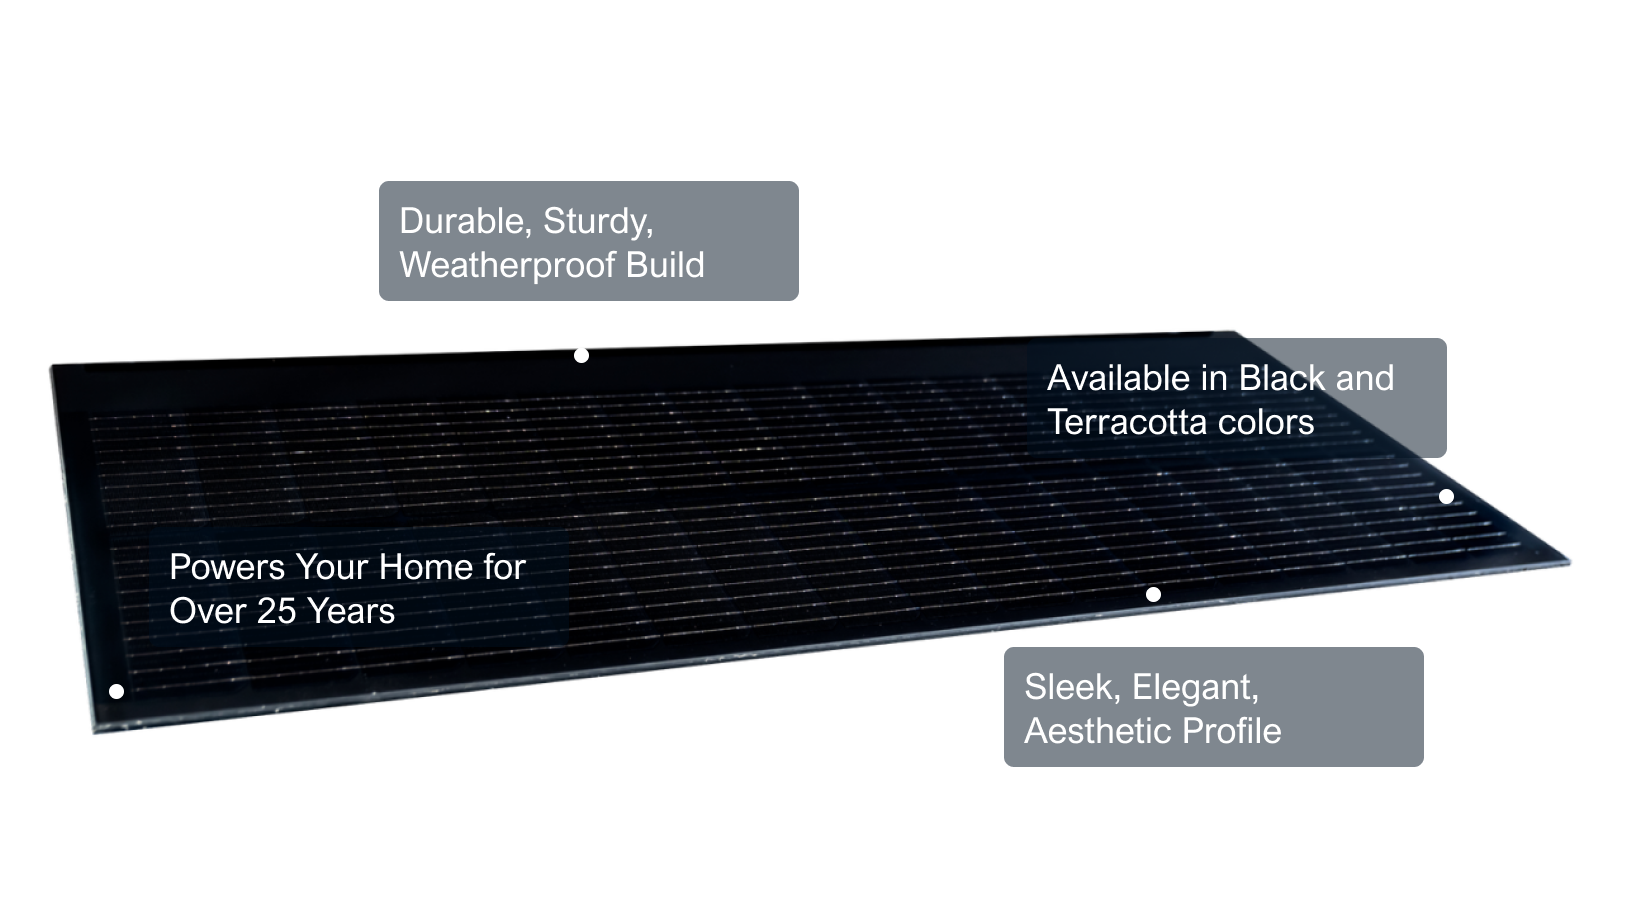 Durable, Sturdy,
Weatherproof Build
Available in Black and
Terracotta colors
Powers Your Home for
Over 25 Years
Sleek, Elegant,
Aesthetic Profile